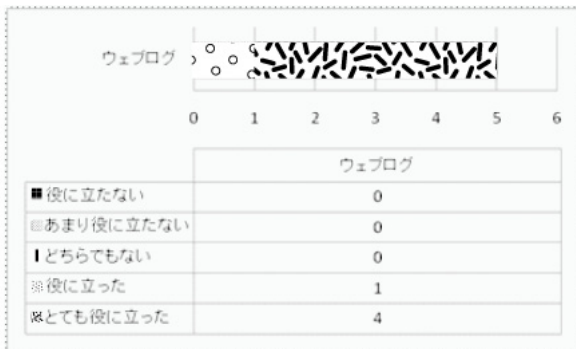 ウェブログ
0 1 2 3 4 5 6
ウェブログ
役に立たない 0
あまり役に立たない 0
どちらでもない 0
役に立った 1
とても役に立った 4